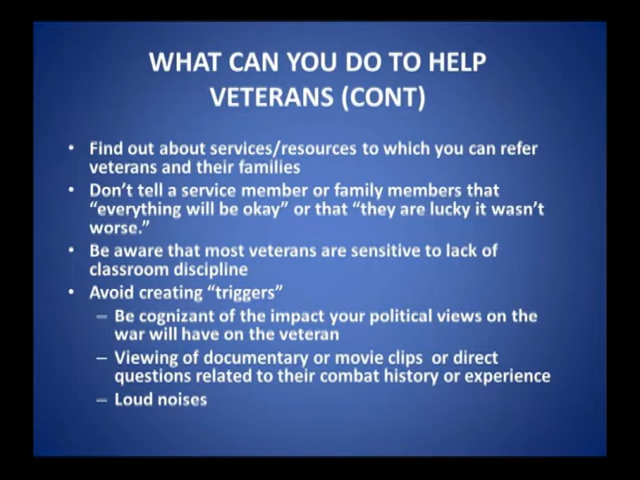 WHAT CAN YOU DO TO HELP
VETERANS (CONT)
• Find out about services/resources to which you can refer
veterans and their families
• Don't tell a service member or family members that
"everything will be okay" or that "they are lucky it wasn't
worse."
• Be aware that most veterans are sensitive to lack of
classroom discipline
• Avoid creating "triggers"
– Be cognizant of the impact your political views on the
war will have on the veteran
– Viewing of documentary or movie clips or direct
questions related to their combat history or experience
– Loud noises